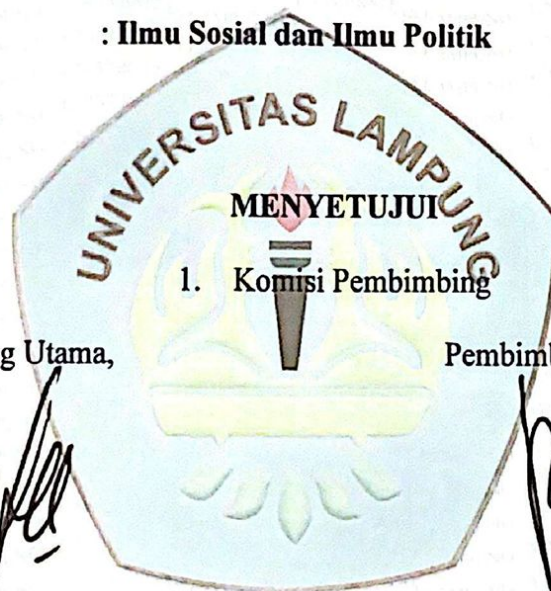 : Ilmu Sosial dan Ilmu Politik
UNIVERSITAS LAMPUNG
MENYETUJUI
1. Komisi Pembimbing
g Utama,
Pembimb